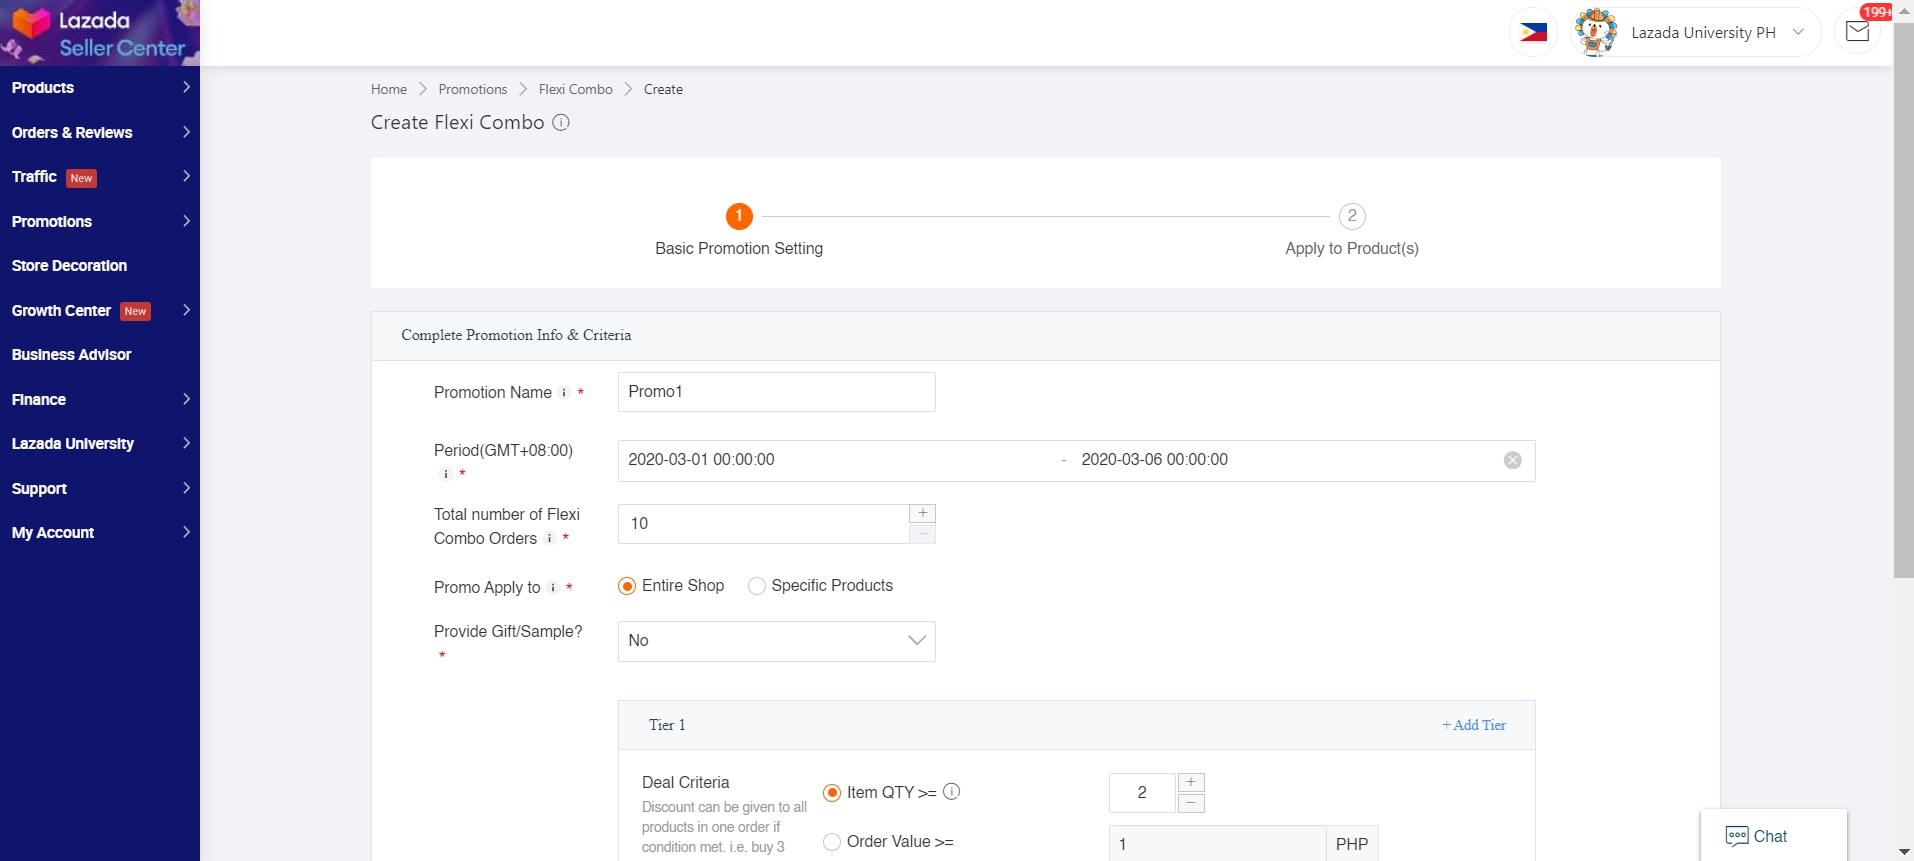 Lazada
Seller Center
Lazada University PH
199+
Products
Orders & Reviews
Traffic New
Promotions
Store Decoration
Growth Center New
Business Advisor
Finance
Lazada University
Support
My Account
Home > Promotions > Flexi Combo > Create
Create Flexi Combo
1
2
Basic Promotion Setting
Apply to Product(s)
Complete Promotion Info & Criteria
Promotion Name i *
Promo1
Period(GMT+08:00)
i *
2020-03-01 00:00:00 - 2020-03-06 00:00:00
Total number of Flexi
Combo Orders i *
10
Promo Apply to i *
Entire Shop
Specific Products
Provide Gift/Sample?
*
No
Tier 1
+ Add Tier
Deal Criteria
Discount can be given to all
products in one order if
condition met. i.e. buy 3
Item QTY >=
2
Order Value >=
1 PHP
Chat